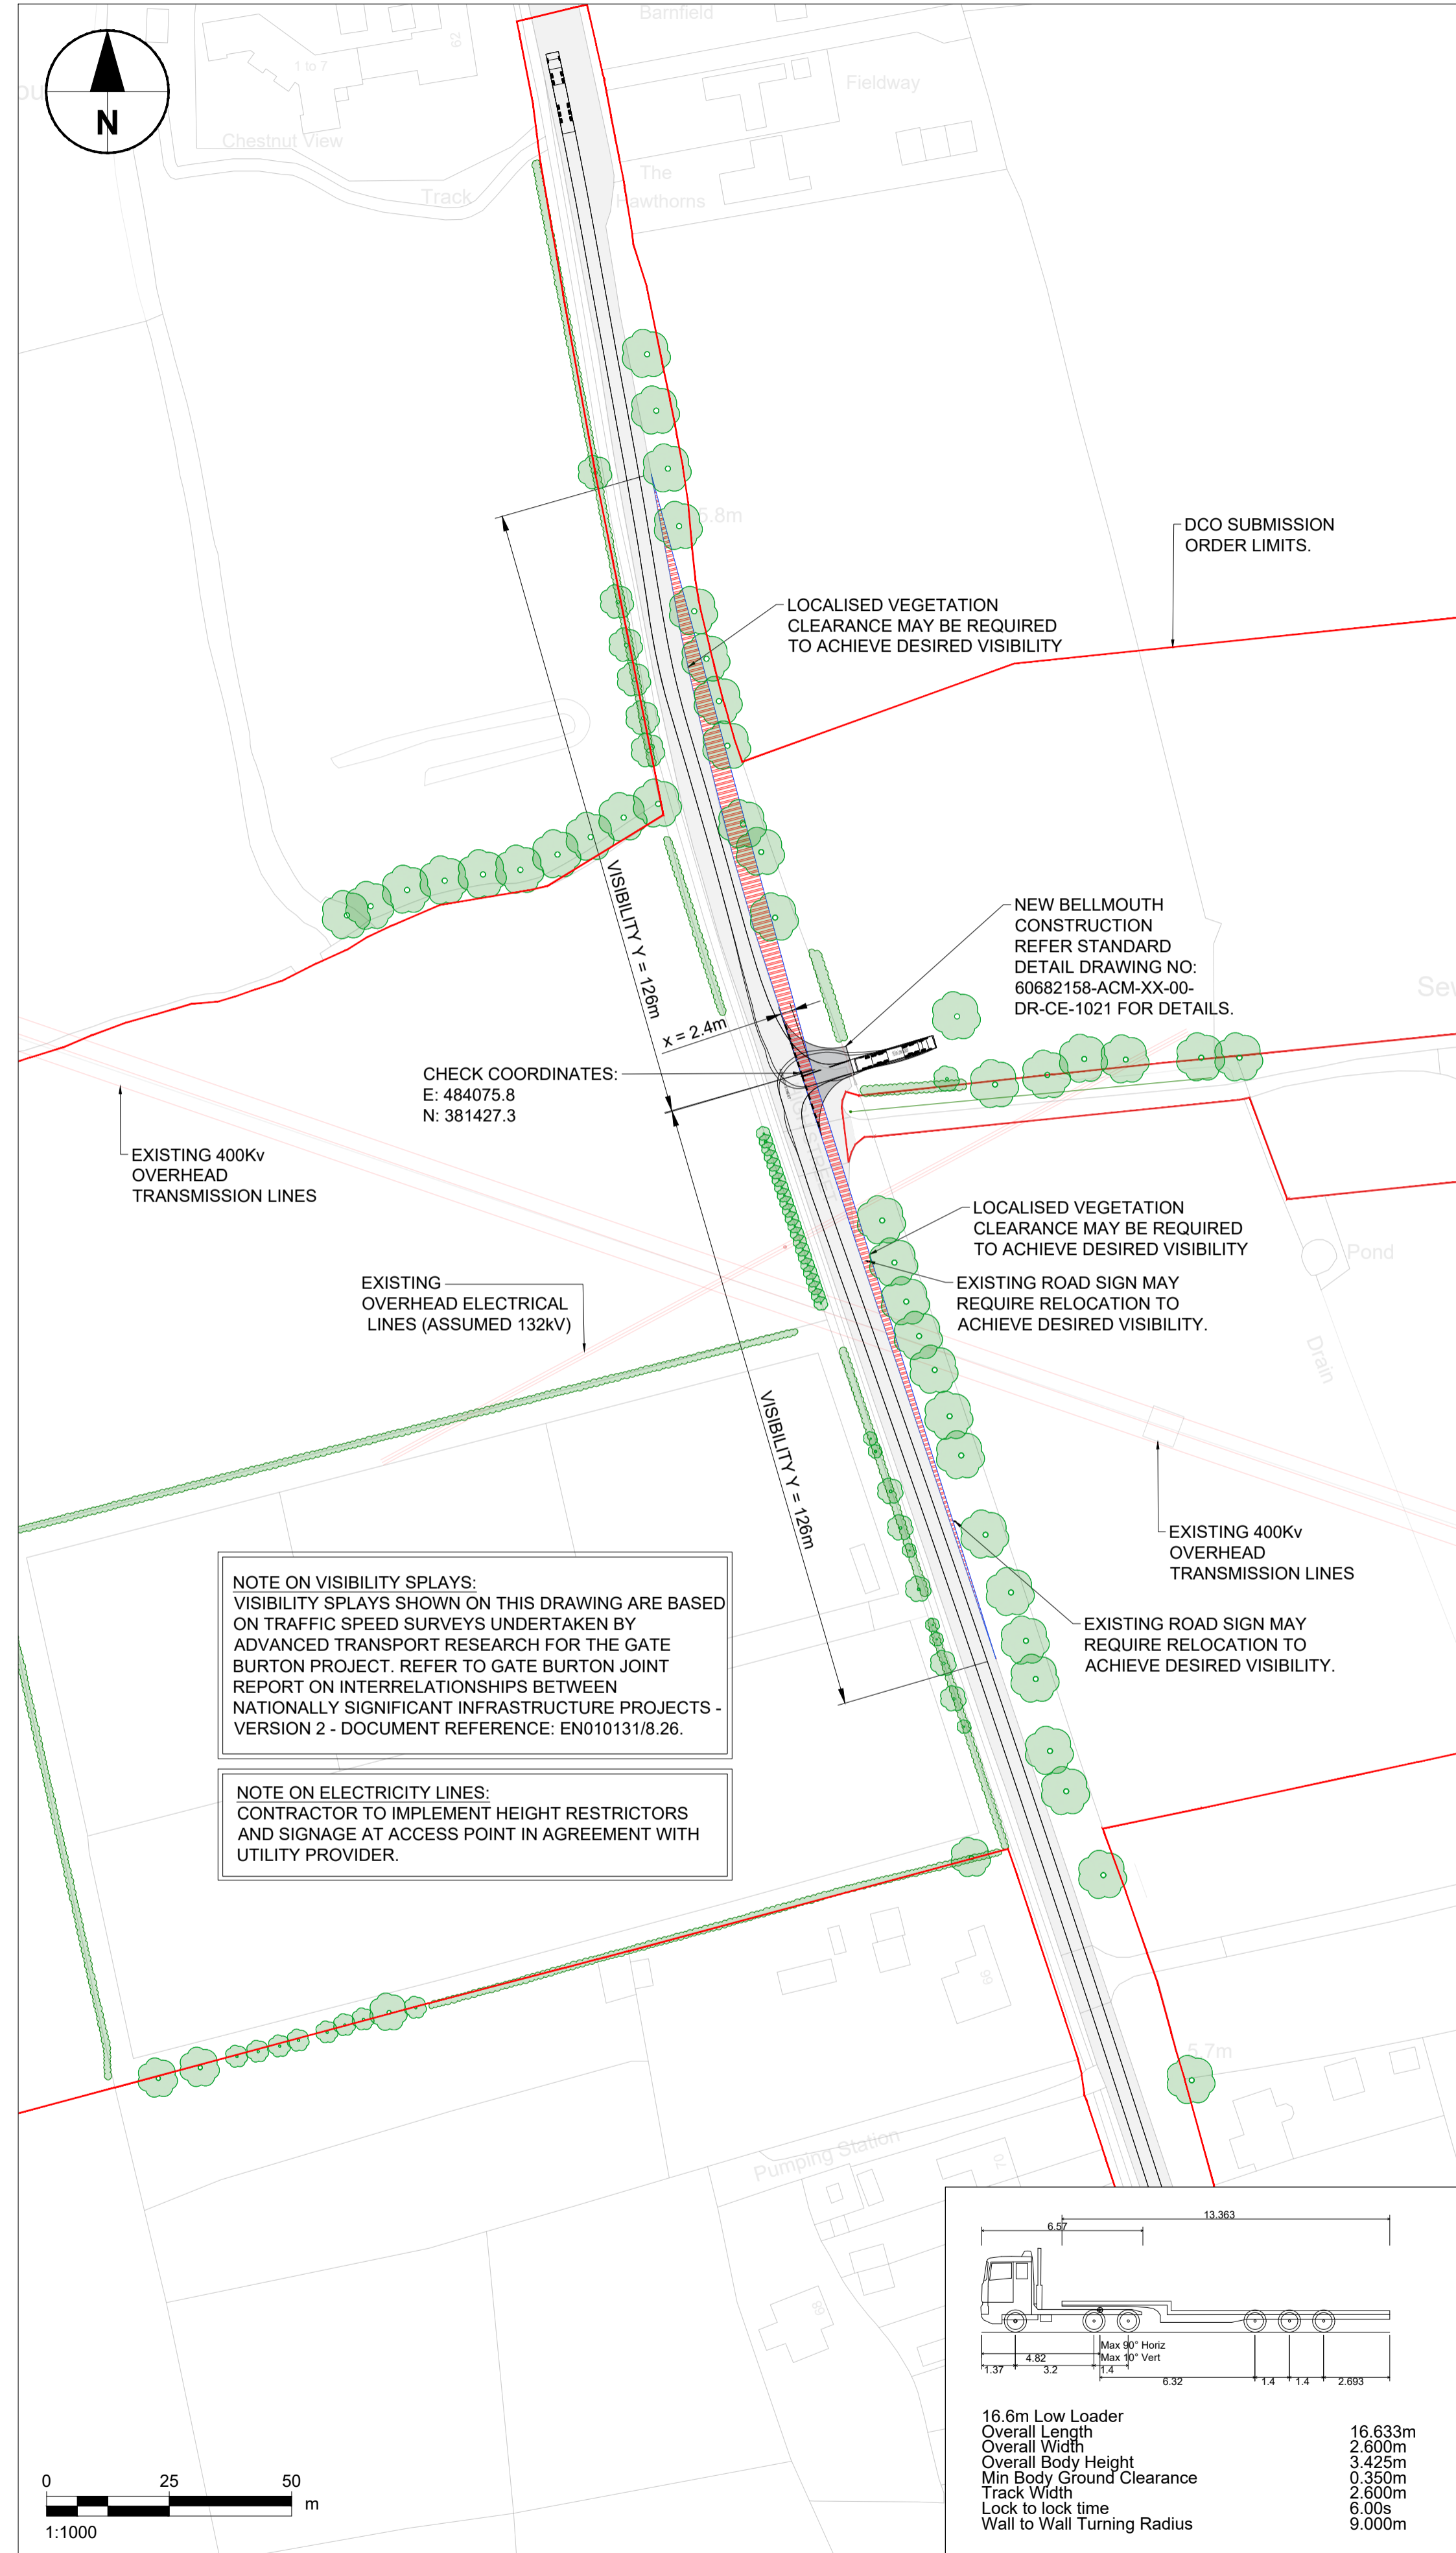 Barnfield
62
1 to 7
Fieldway
N
Chestnut View
Track
The
Hawthorns
5.8m
DCO SUBMISSION
ORDER LIMITS.
LOCALISED VEGETATION
CLEARANCE MAY BE REQUIRED
TO ACHIEVE DESIRED VISIBILITY
VISIBILITY Y = 126m
NEW BELLMOUTH
CONSTRUCTION
REFER STANDARD
DETAIL DRAWING NO:
60682158-ACM-XX-00-
DR-CE-1021 FOR DETAILS.
x = 2.4m
CHECK COORDINATES:
E: 484075.8
N: 381427.3
EXISTING 400Kv
OVERHEAD
TRANSMISSION LINES
LOCALISED VEGETATION
CLEARANCE MAY BE REQUIRED
TO ACHIEVE DESIRED VISIBILITY
Pond
EXISTING
OVERHEAD ELECTRICAL
LINES (ASSUMED 132kV)
EXISTING ROAD SIGN MAY
REQUIRE RELOCATION TO
ACHIEVE DESIRED VISIBILITY.
Drain
VISIBILITY Y = 126m
EXISTING 400Kv
OVERHEAD
TRANSMISSION LINES
NOTE ON VISIBILITY SPLAYS:
VISIBILITY SPLAYS SHOWN ON THIS DRAWING ARE BASED
ON TRAFFIC SPEED SURVEYS UNDERTAKEN BY
ADVANCED TRANSPORT RESEARCH FOR THE GATE
BURTON PROJECT. REFER TO GATE BURTON JOINT
REPORT ON INTERRELATIONSHIPS BETWEEN
NATIONALLY SIGNIFICANT INFRASTRUCTURE PROJECTS -
VERSION 2 - DOCUMENT REFERENCE: EN010131/8.26.
EXISTING ROAD SIGN MAY
REQUIRE RELOCATION TO
ACHIEVE DESIRED VISIBILITY.
NOTE ON ELECTRICITY LINES:
CONTRACTOR TO IMPLEMENT HEIGHT RESTRICTORS
AND SIGNAGE AT ACCESS POINT IN AGREEMENT WITH
UTILITY PROVIDER.
66
5.7m
Pumping Station
70
68
13.363
6.57
Max 90° Horiz
4.82 Max 10° Vert
1.37 3.2 1.4
6.32 1.4 1.4 2.693
16.6m Low Loader
Overall Length 16.633m
Overall Width 2.600m
Overall Body Height 3.425m
Min Body Ground Clearance 0.350m
Track Width 2.600m
Lock to lock time 6.00s
Wall to Wall Turning Radius 9.000m
0 25 50
m
1:1000